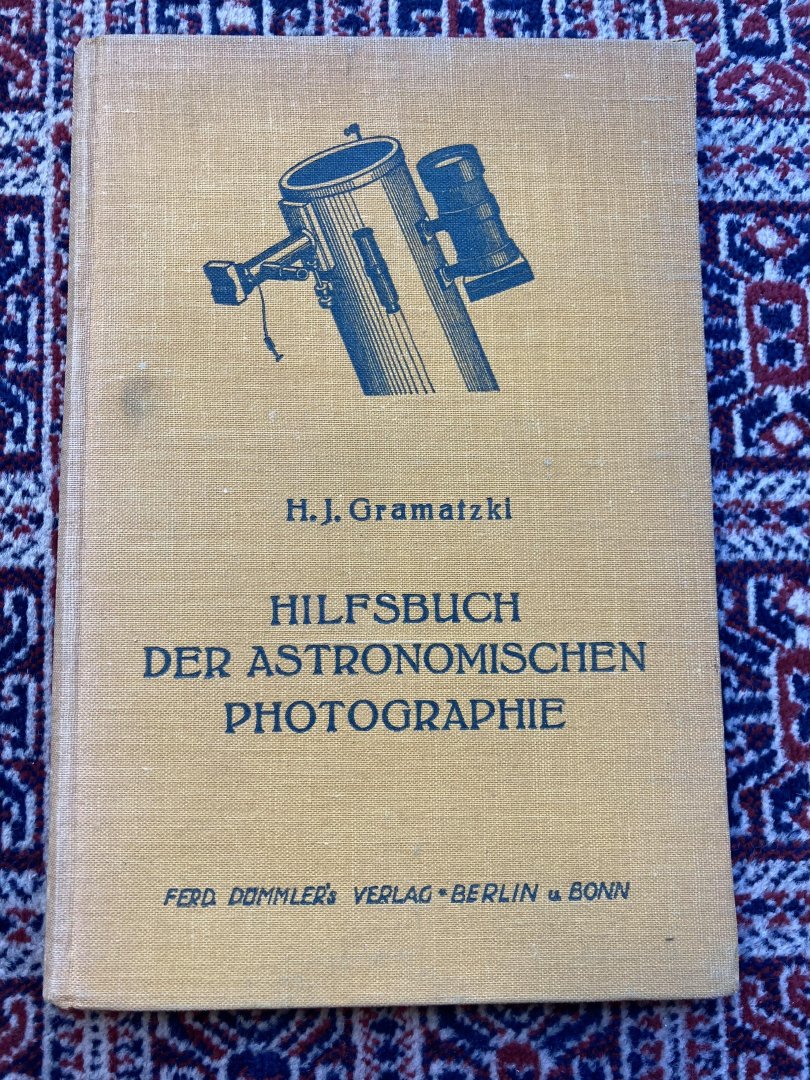 H. J. Gramatzki
HILFSBUCH
DER ASTRONOMISCHEN
PHOTOGRAPHIE
FERD. DÜMMLER's VERLAG * BERLIN u. BONN